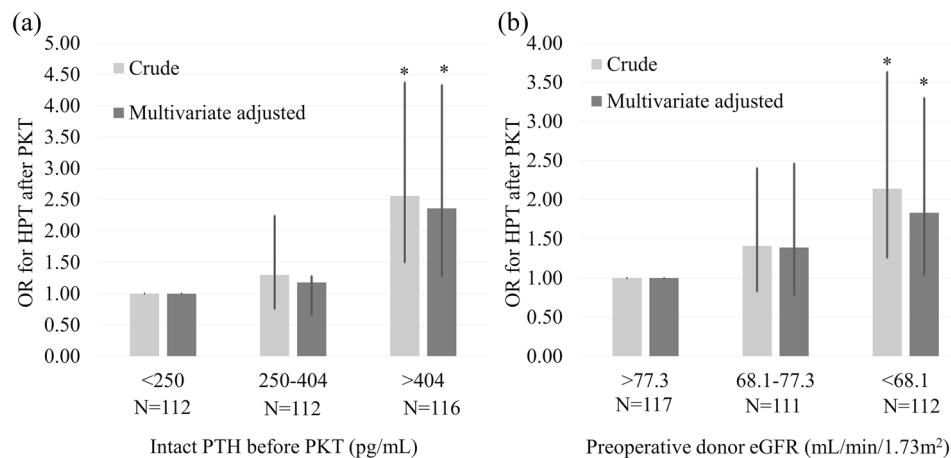 (a)
OR for HPT after PKT
5.00
4.50
4.00
3.50
3.00
2.50
2.00
1.50
1.00
0.50
0.00
Crude
Multivariate adjusted
* *
<250 250-404 >404
N=112 N=112 N=116
Intact PTH before PKT (pg/mL)
(b)
OR for HPT after PKT
4.00
3.50
3.00
2.50
2.00
1.50
1.00
0.50
0.00
Crude
Multivariate adjusted
*
*
>77.3 68.1-77.3 <68.1
N=117 N=111 N=112
Preoperative donor eGFR (mL/min/1.73m²)